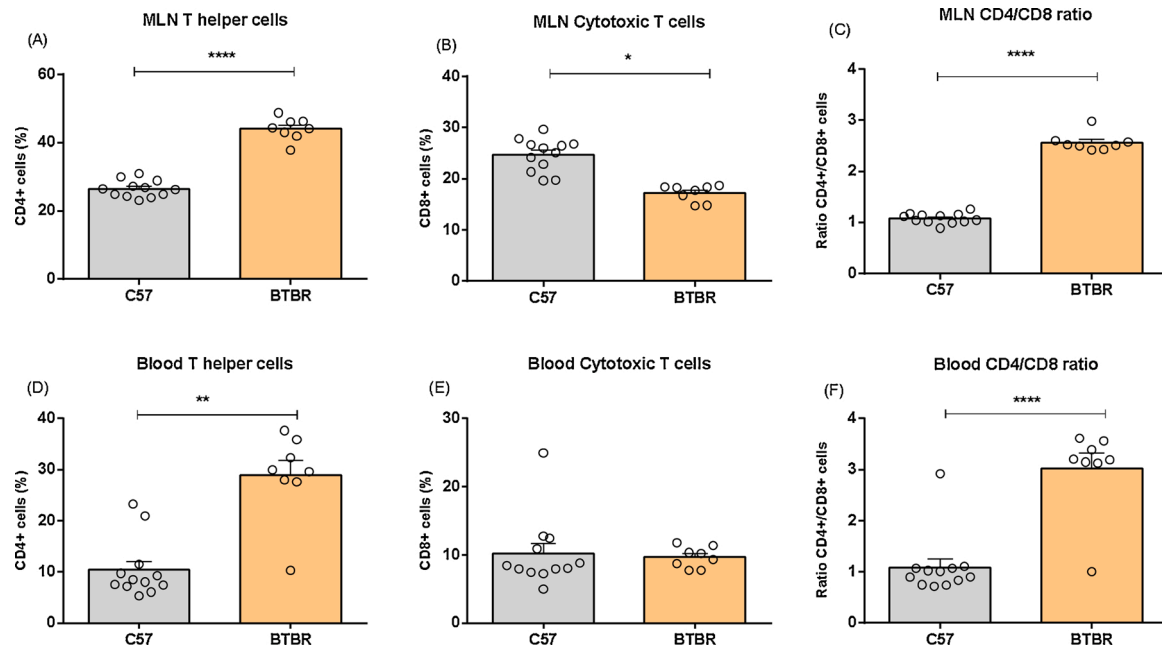 MLN T helper cells
(A)
****
CD4+ cells (%)
60
40
20
0
C57
BTBR
MLN Cytotoxic T cells
(B)
*
CD8+ cells (%)
40
30
20
10
0
C57
BTBR
MLN CD4/CD8 ratio
(C)
****
Ratio CD4+/CD8+ cells
4
3
2
1
0
C57
BTBR
Blood T helper cells
(D)
**
CD4+ cells (%)
40
30
20
10
0
C57
BTBR
Blood Cytotoxic T cells
(E)
CD8+ cells (%)
30
20
10
0
C57
BTBR
Blood CD4/CD8 ratio
(F)
****
Ratio CD4+/CD8+ cells
4
3
2
1
0
C57
BTBR